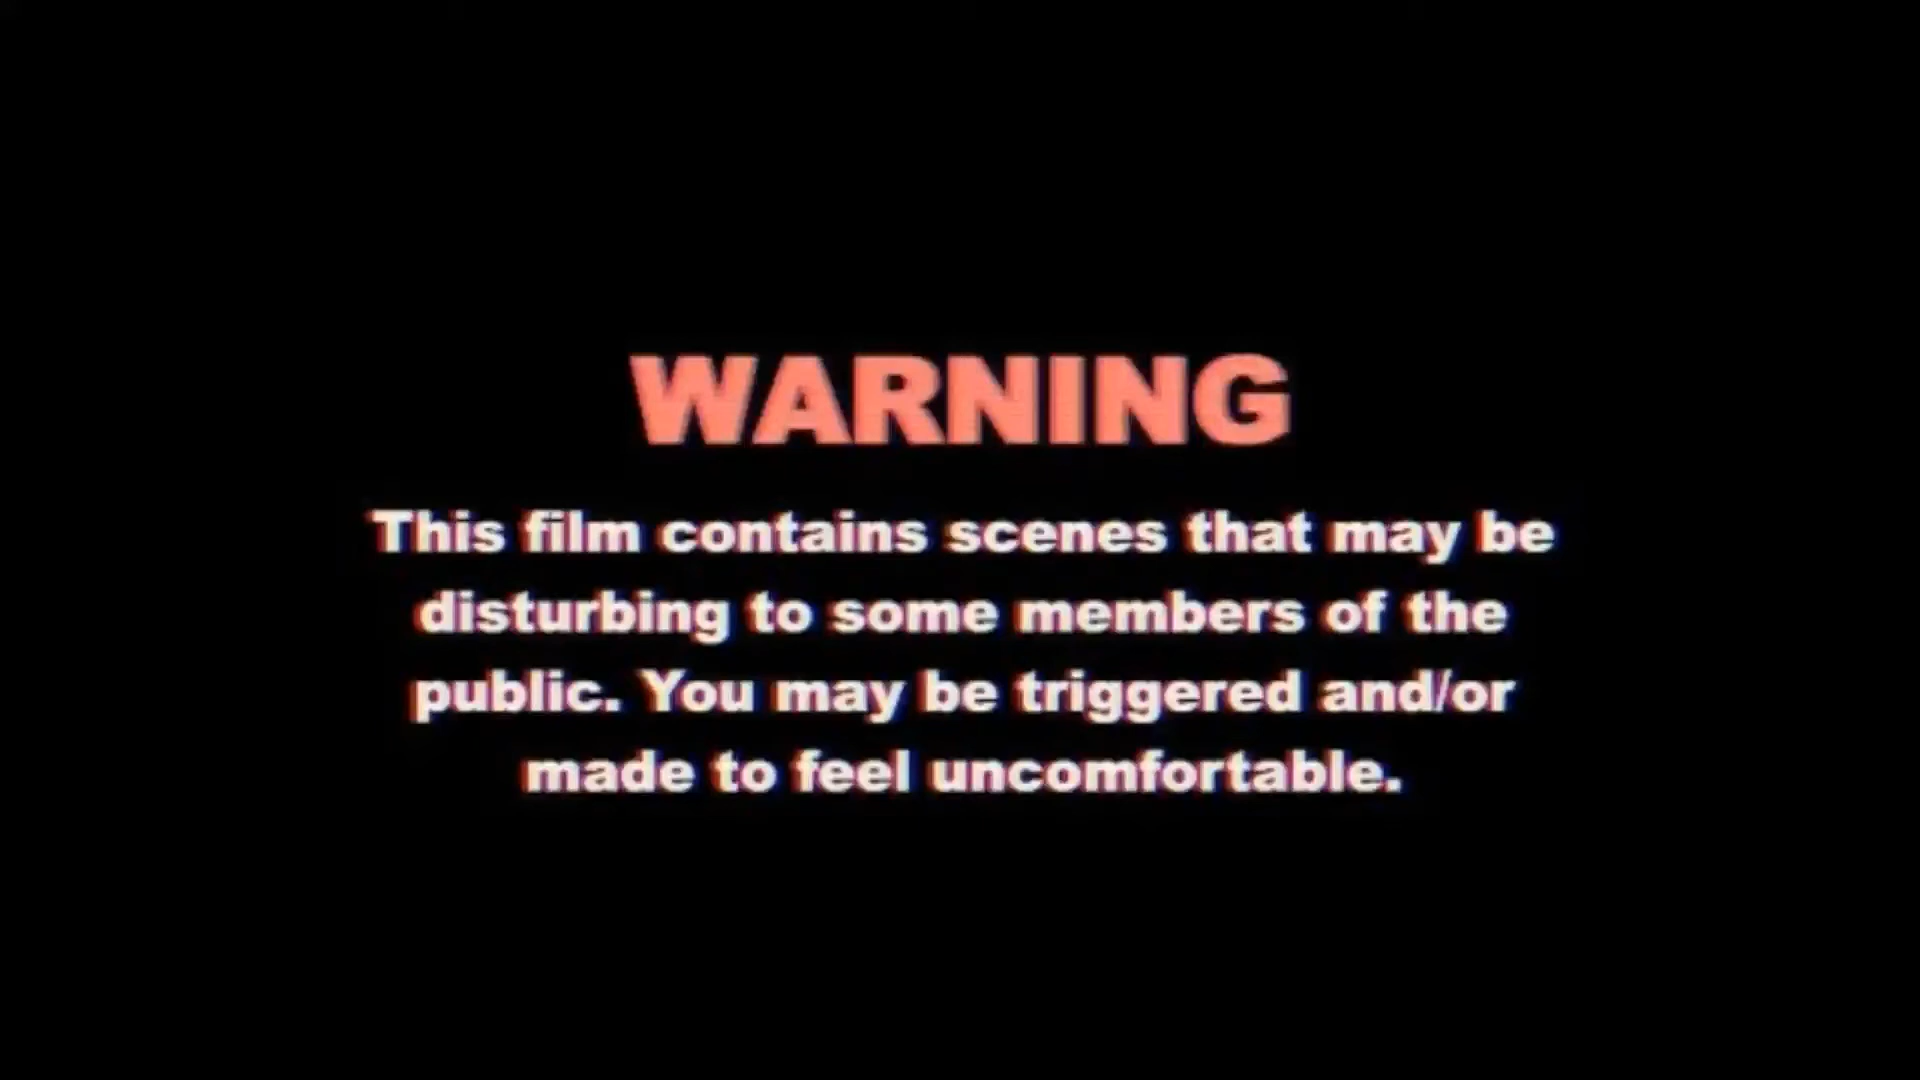 WARNING
This film contains scenes that may be
disturbing to some members of the
public. You may be triggered and/or
made to feel uncomfortable.